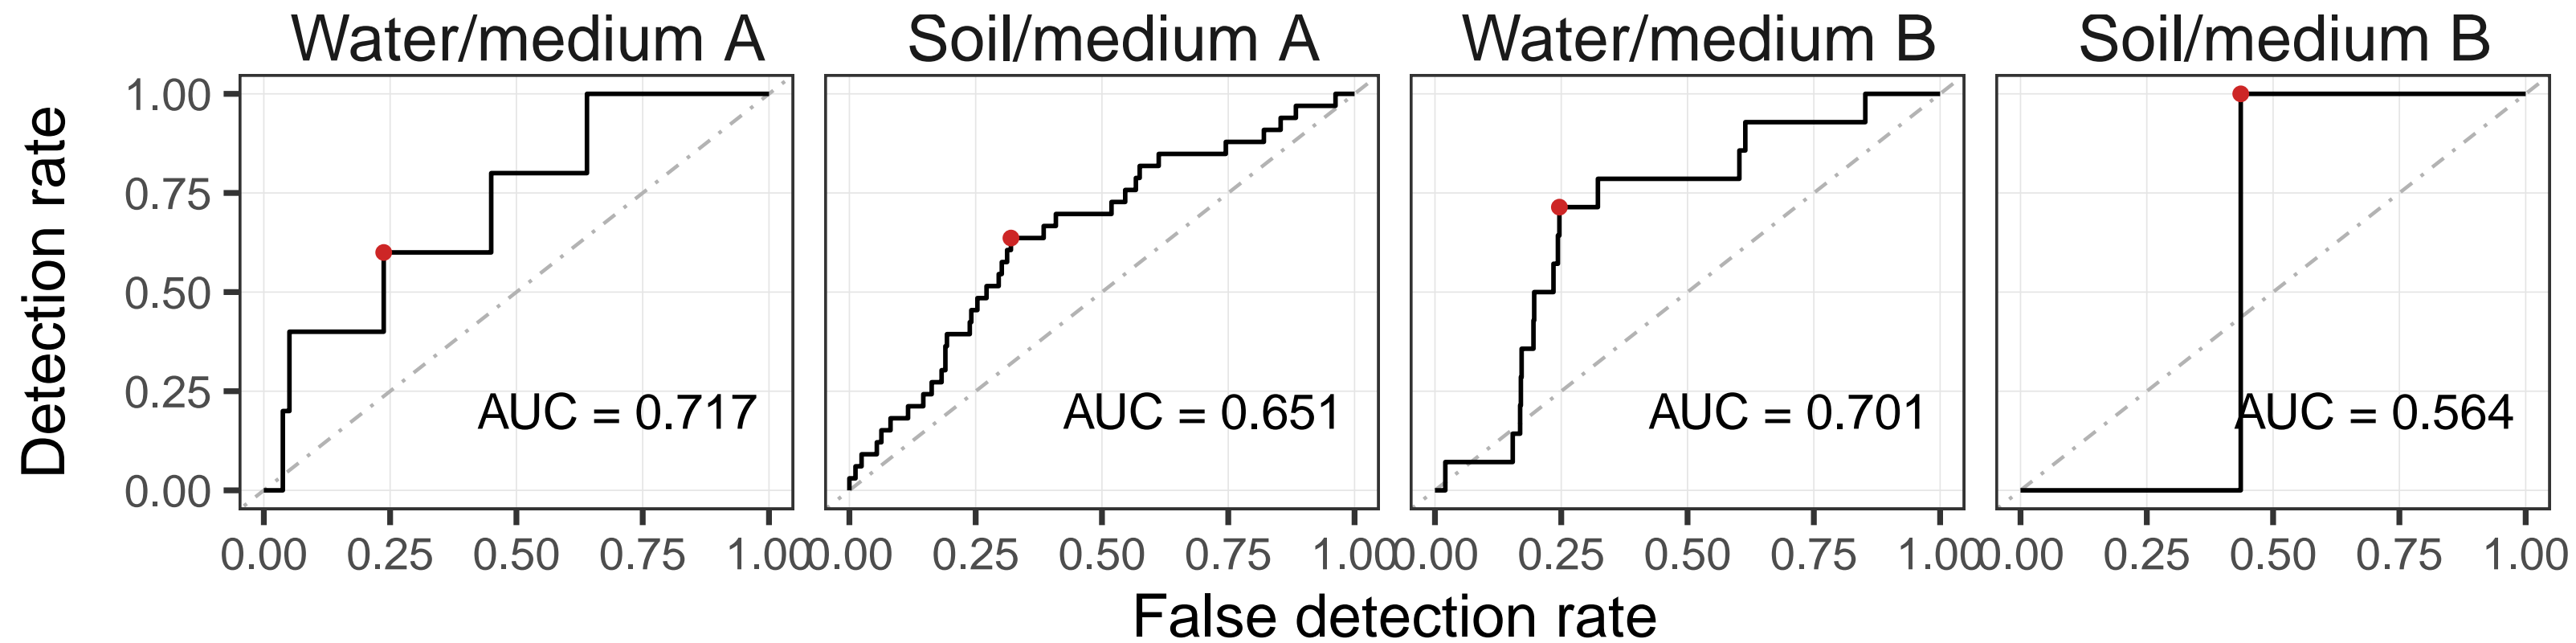 Water/medium A
Soil/medium A
Water/medium B
Soil/medium B
Detection rate
1.00
0.75
0.50
0.25
0.00
AUC = 0.717
AUC = 0.651
AUC = 0.701
AUC = 0.564
0.00 0.25 0.50 0.75 1.00
0.00 0.25 0.50 0.75 1.00
0.00 0.25 0.50 0.75 1.00
0.00 0.25 0.50 0.75 1.00
False detection rate